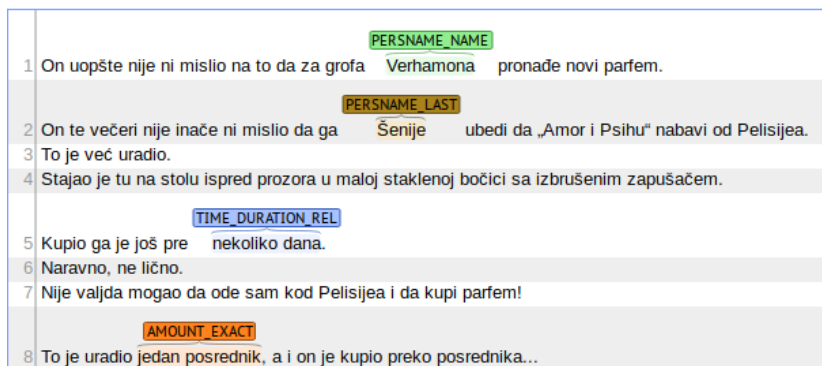 PERSNAME_NAME
1 On uopšte nije ni mislio na to da za grofa Verhamona pronađe novi parfem.
PERSNAME_LAST
2 On te večeri nije inače ni mislio da ga Šenije ubedi da „Amor i Psihu“ nabavi od Pelisijea.
3 To je već uradio.
4 Stajao je tu na stolu ispred prozora u maloj staklenoj bočici sa izbrušenim zapušačem.
TIME_DURATION_REL
5 Kupio ga je još pre nekoliko dana.
6 Naravno, ne lično.
7 Nije valjda mogao da ode sam kod Pelisijea i da kupi parfem!
AMOUNT_EXACT
8 To je uradio jedan posrednik, a i on je kupio preko posrednika...